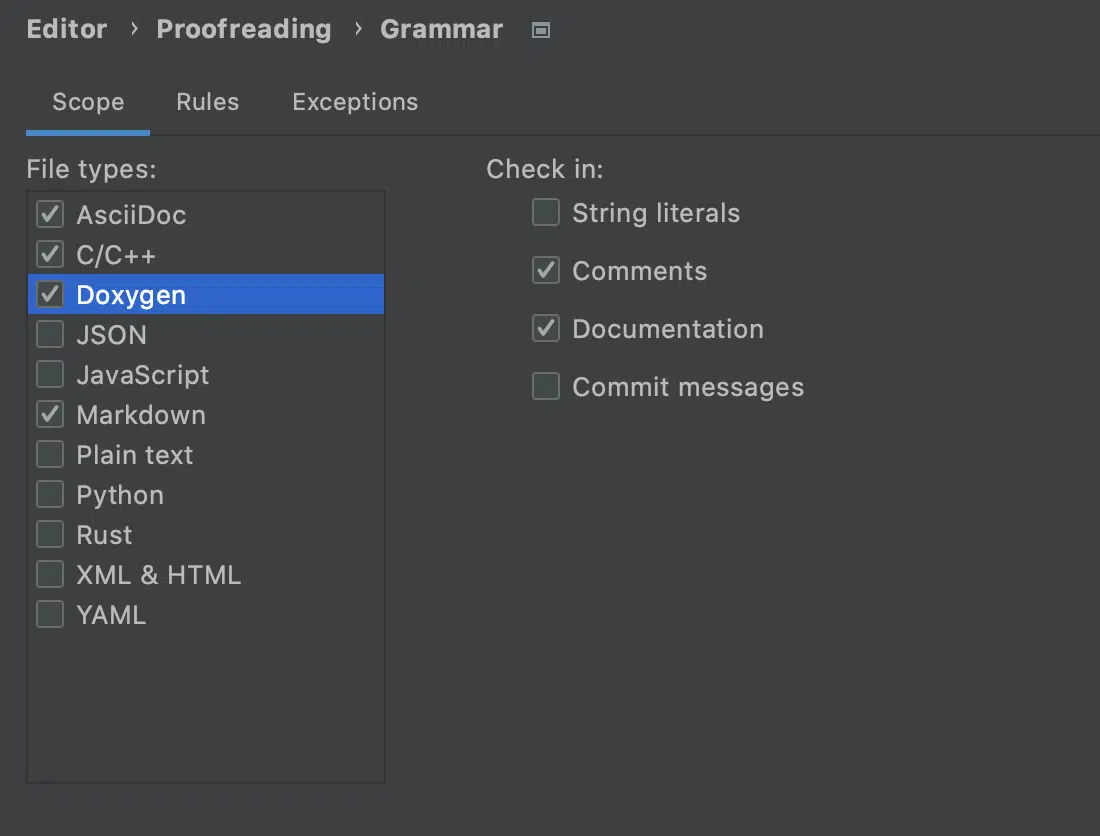 Editor › Proofreading › Grammar
Scope Rules Exceptions
File types:
AsciiDoc
C/C++
Doxygen
JSON
JavaScript
Markdown
Plain text
Python
Rust
XML & HTML
YAML
Check in:
String literals
Comments
Documentation
Commit messages